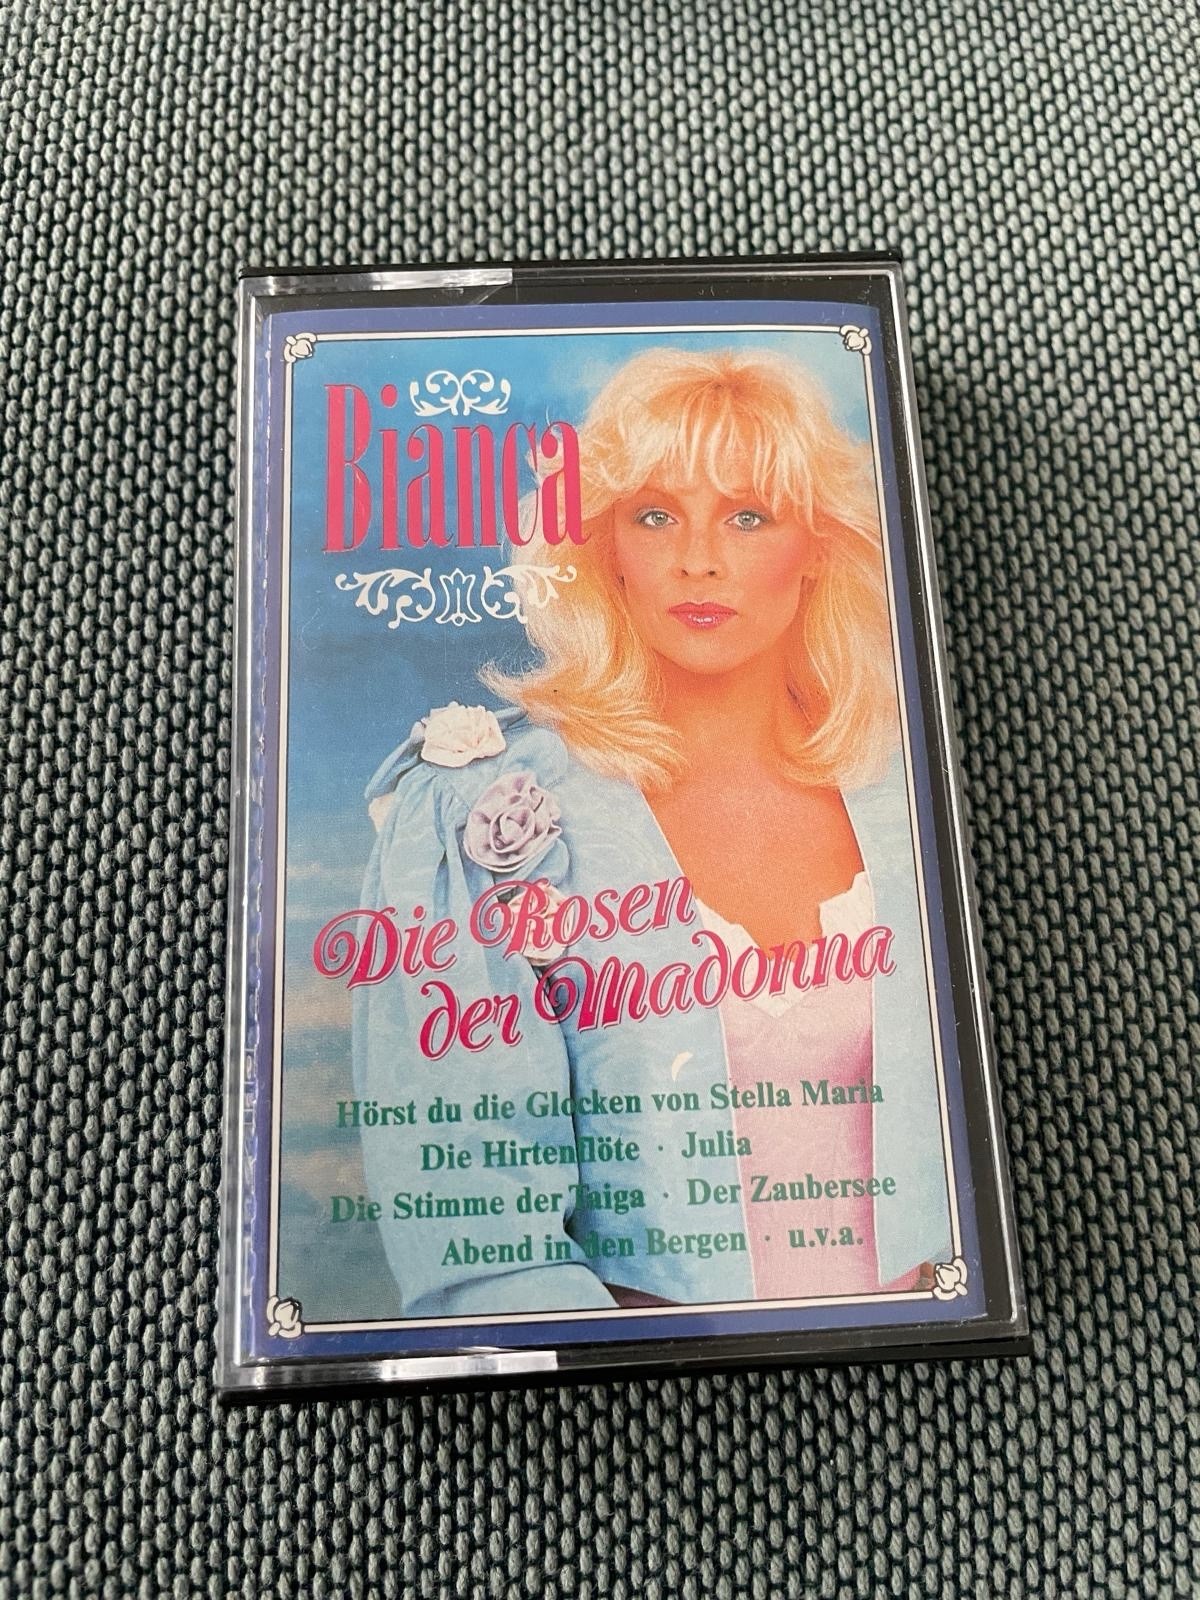 Bianca
Die Rosen
der Madonna
Hörst du die Glocken von Stella Maria
Die Hirtenflöte · Julia
Die Stimme der Taiga · Der Zaubersee
Abend in den Bergen · u.v.a.